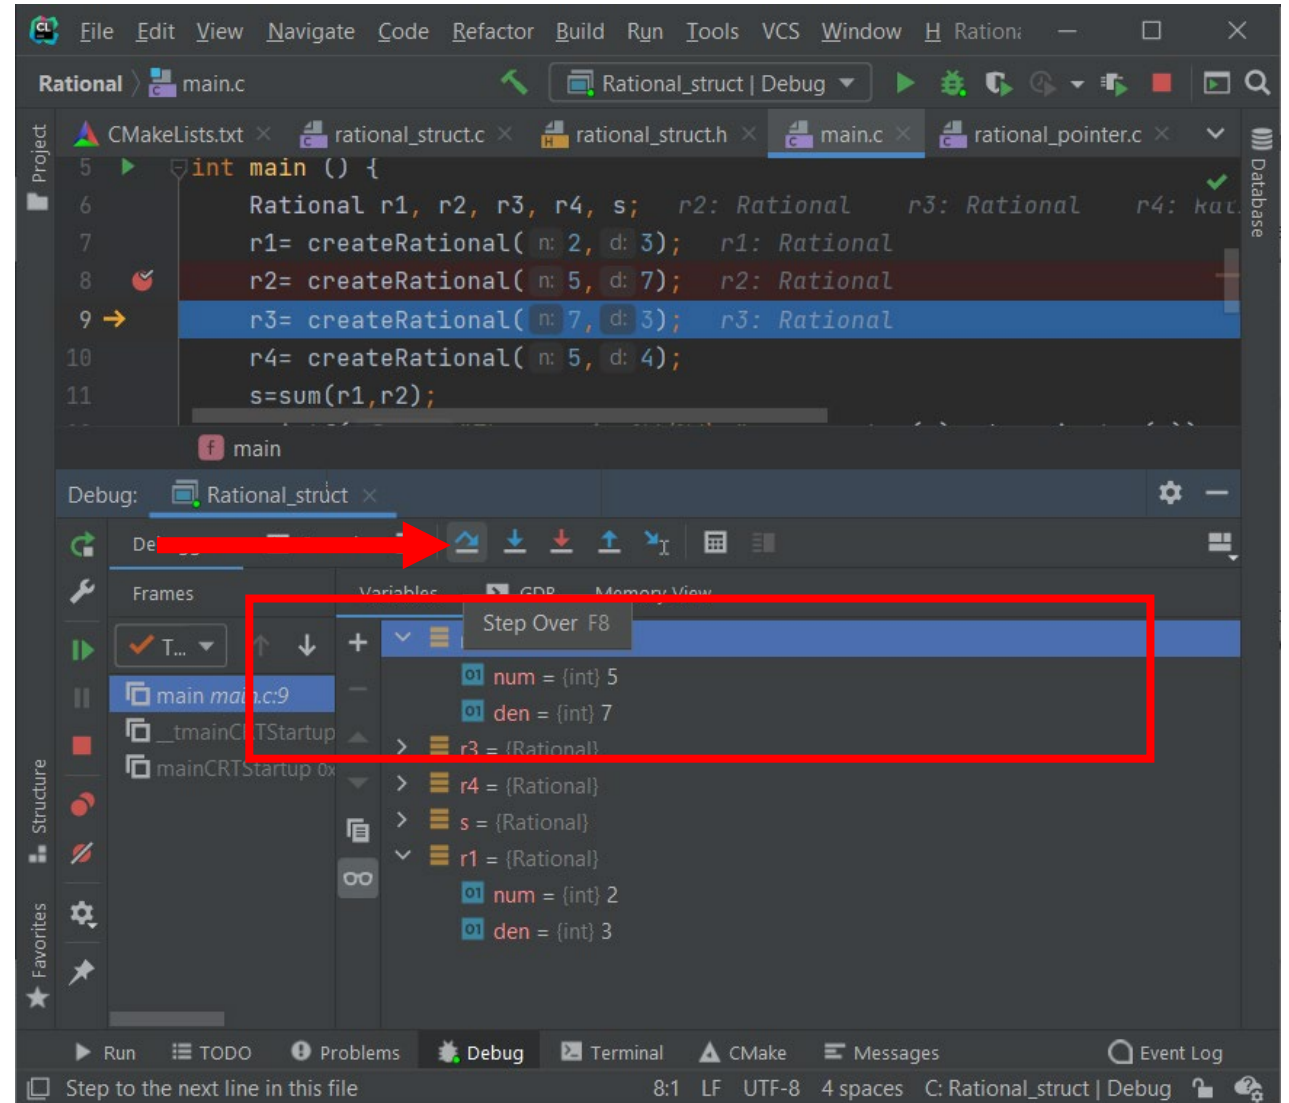 CL File Edit View Navigate Code Refactor Build Run Tools VCS Window H Rationa
Rational main.c Rational_struct | Debug
CMakeLists.txt rational_struct.c rational_struct.h main.c rational_pointer.c
Project
Database
5 int main () {
6 Rational r1, r2, r3, r4, s; r2: Rational r3: Rational r4: Rat
7 r1= createRational( n: 2, d: 3); r1: Rational
8 r2= createRational( n: 5, d: 7); r2: Rational
9 r3= createRational( n: 7, d: 3); r3: Rational
10 r4= createRational( n: 5, d: 4);
11 s=sum(r1,r2);
f main
Debug: Rational_struct
Frames Variables GDB Memory View
Step Over F8
T...
num = {int} 5
main main.c:9
den = {int} 7
__tmainCRTStartup
r3 = {Rational}
mainCRTStartup 0x
r4 = {Rational}
s = {Rational}
r1 = {Rational}
num = {int} 2
den = {int} 3
Structure
Favorites
Run TODO Problems Debug Terminal CMake Messages Event Log
Step to the next line in this file 8:1 LF UTF-8 4 spaces C: Rational_struct | Debug